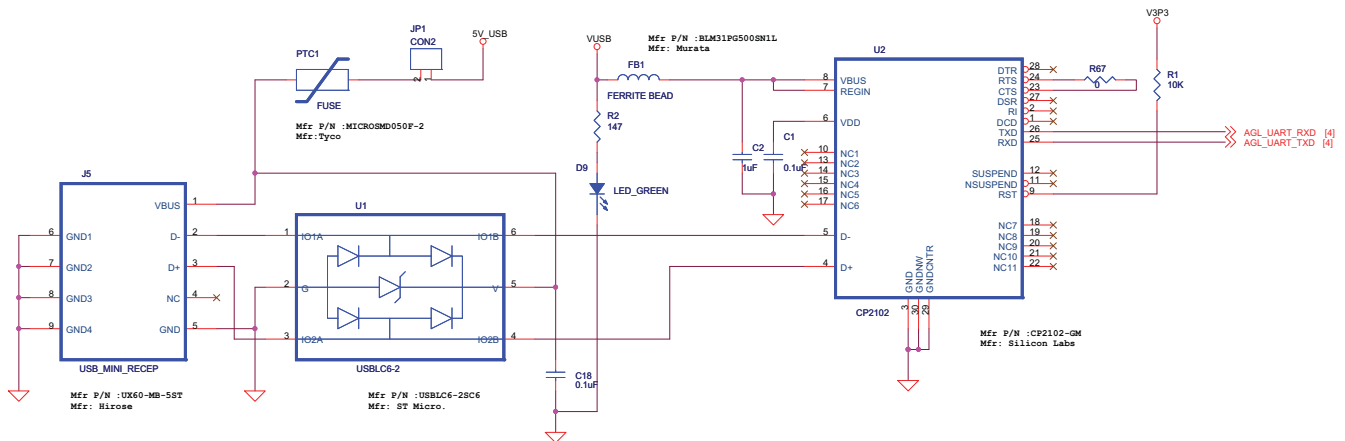 JP1
CON2
5V_USB
2
1
PTC1
FUSE
Mfr P/N :MICROSMD050F-2
Mfr:Tyco
VUSB
Mfr P/N :BLM31PG500SN1L
Mfr: Murata
FB1
FERRITE BEAD
R2
147
D9
LED_GREEN
C2
1uF
C1
0.1uF
V3P3
R1
10K
R67
0
AGL_UART_RXD [4]
AGL_UART_TXD [4]
J5
VBUS 1
D- 2
D+ 3
NC 4
GND 5
6 GND1
7 GND2
8 GND3
9 GND4
USB_MINI_RECEP
Mfr P/N :UX60-MB-5ST
Mfr: Hirose
U1
1 IO1A
IO1B 6
2 G
V 5
3 IO2A
IO2B 4
USBLC6-2
Mfr P/N :USBLC6-2SC6
Mfr: ST Micro.
C18
0.1uF
U2
8 VBUS
7 REGIN
6 VDD
10 NC1
13 NC2
14 NC3
15 NC4
16 NC5
17 NC6
5 D-
4 D+
DTR 28
RTS 24
CTS 23
DSR 27
RI 2
DCD 1
TXD 26
RXD 25
SUSPEND 12
NSUSPEND 11
RST 9
NC7 18
NC8 19
NC9 20
NC10 21
NC11 22
GND 3
GNDNW 30
GNDCNTR 29
CP2102
Mfr P/N :CP2102-GM
Mfr: Silicon Labs